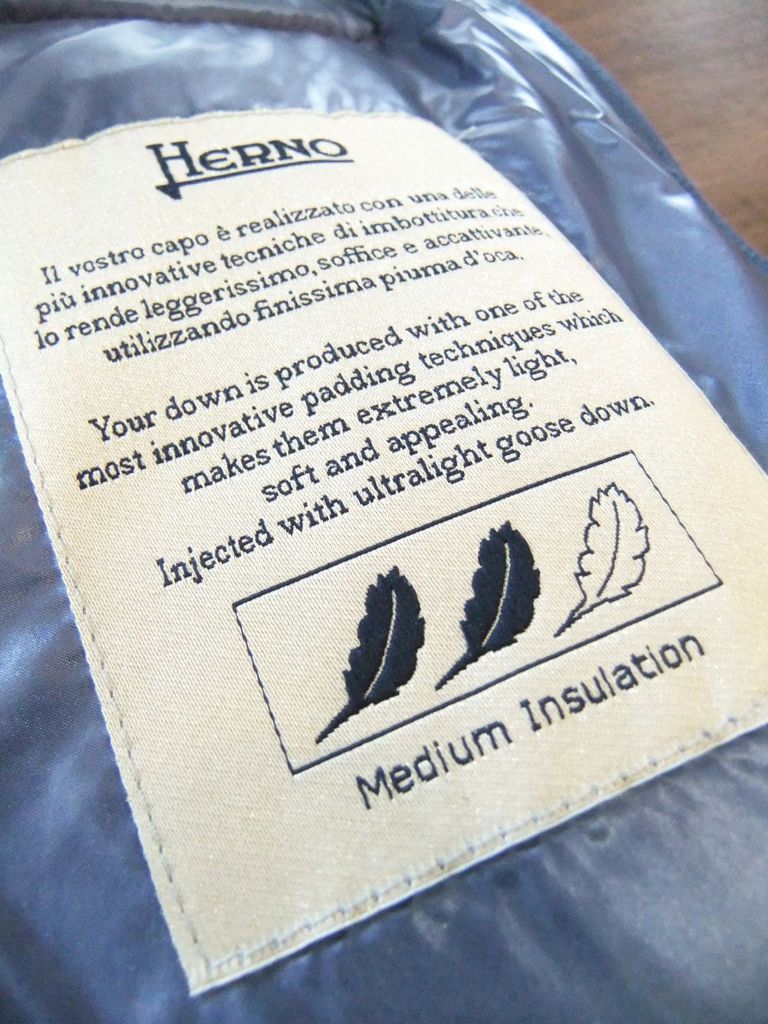 HERNO
Il vostro capo è realizzato con una delle
più innovative tecniche di imbottitura che
lo rende leggerissimo, soffice e accattivante,
utilizzando finissima piuma d'oca.
Your down is produced with one of the
most innovative padding techniques which
makes them extremely light,
soft and appealing.
Injected with ultralight goose down.
Medium Insulation